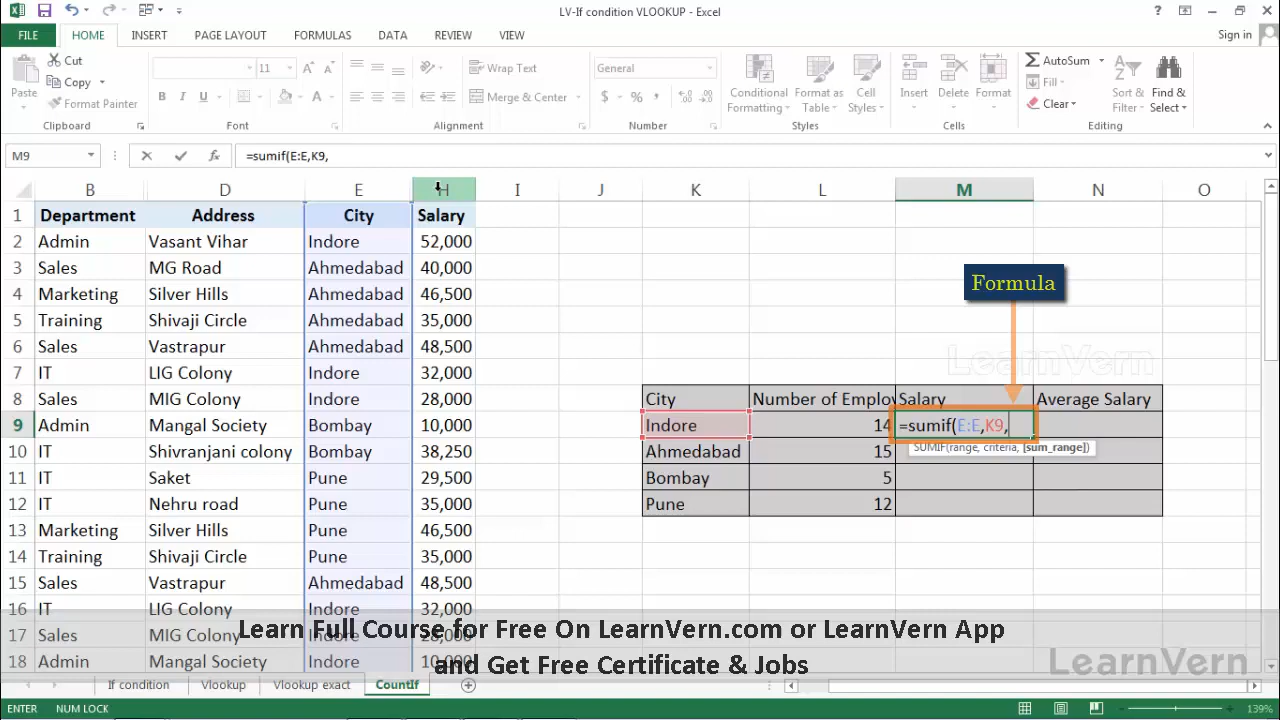 LV-If condition VLOOKUP - Excel
?
FILE HOME INSERT PAGE LAYOUT FORMULAS DATA REVIEW VIEW Sign in
Paste Cut Copy Format Painter
Clipboard
11 A A B I U A
Font
Wrap Text Merge & Center
Alignment
General $ % , .0 .00
Number
Conditional Formatting Format as Table Cell Styles
Styles
Insert Delete Format
Cells
AutoSum Fill Clear Sort & Filter Find & Select
Editing
M9 fx =sumif(E:E,K9,
B D E H I J K L M N O
1 Department Address City Salary
2 Admin Vasant Vihar Indore 52,000
3 Sales MG Road Ahmedabad 40,000
Formula
4 Marketing Silver Hills Ahmedabad 46,500
5 Training Shivaji Circle Ahmedabad 35,000
6 Sales Vastrapur Ahmedabad 48,500
LearnVern
7 IT LIG Colony Indore 32,000
8 Sales MIG Colony Indore 28,000 City Number of Employ Salary Average Salary
9 Admin Mangal Society Bombay 10,000 Indore 14 =sumif(E:E,K9,
SUMIF(range, criteria, [sum_range])
10 IT Shivranjani colony Bombay 38,250 Ahmedabad 15
11 IT Saket Pune 29,500 Bombay 5
12 IT Nehru road Pune 35,000 Pune 12
13 Marketing Silver Hills Pune 46,500
14 Training Shivaji Circle Pune 35,000
15 Sales Vastrapur Ahmedabad 48,500
16 IT LIG Colony Indore 32,000
17 Sales MIG Colony Indore 28,000
Learn Full Course for Free On LearnVern.com or LearnVern App
18 Admin Mangal Society Indore 10,000
and Get Free Certificate & Jobs
LearnVern
If condition Vlookup Vlookup exact CountIf
ENTER NUM LOCK 139%